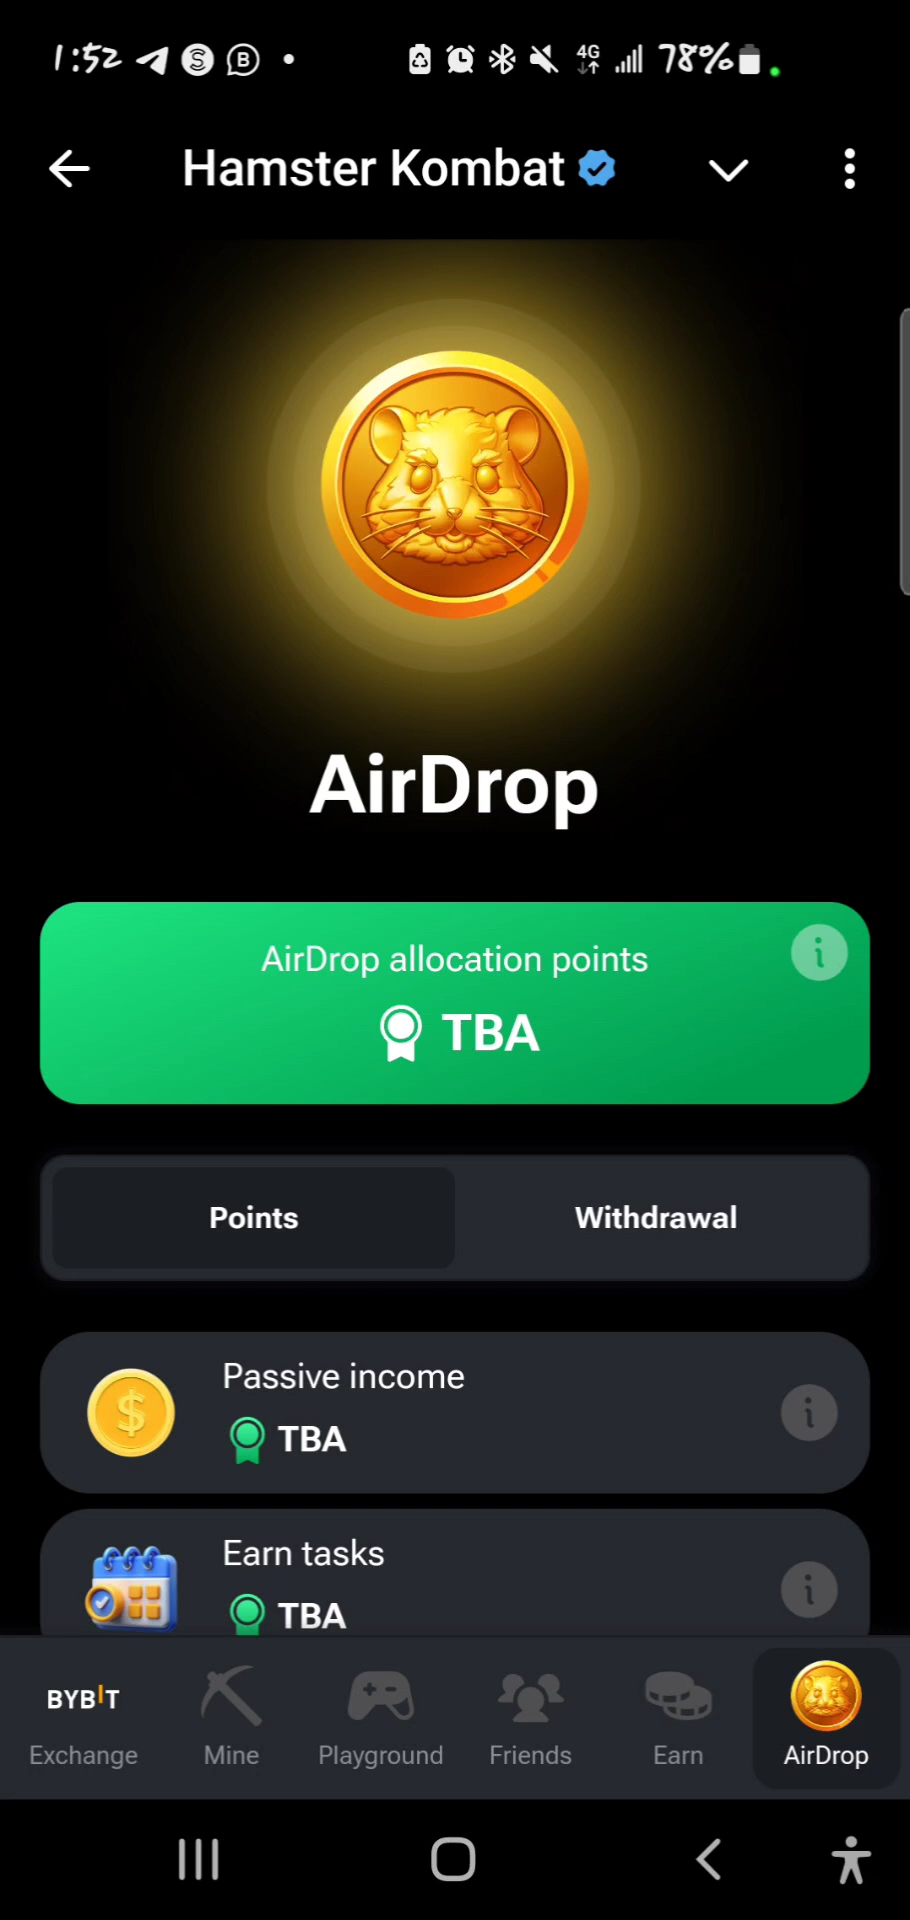 1:52 4G 78%
Hamster Kombat
AirDrop
AirDrop allocation points
TBA
Points Withdrawal
Passive income
TBA
Earn tasks
TBA
BYBIT
Exchange Mine Playground Friends Earn AirDrop